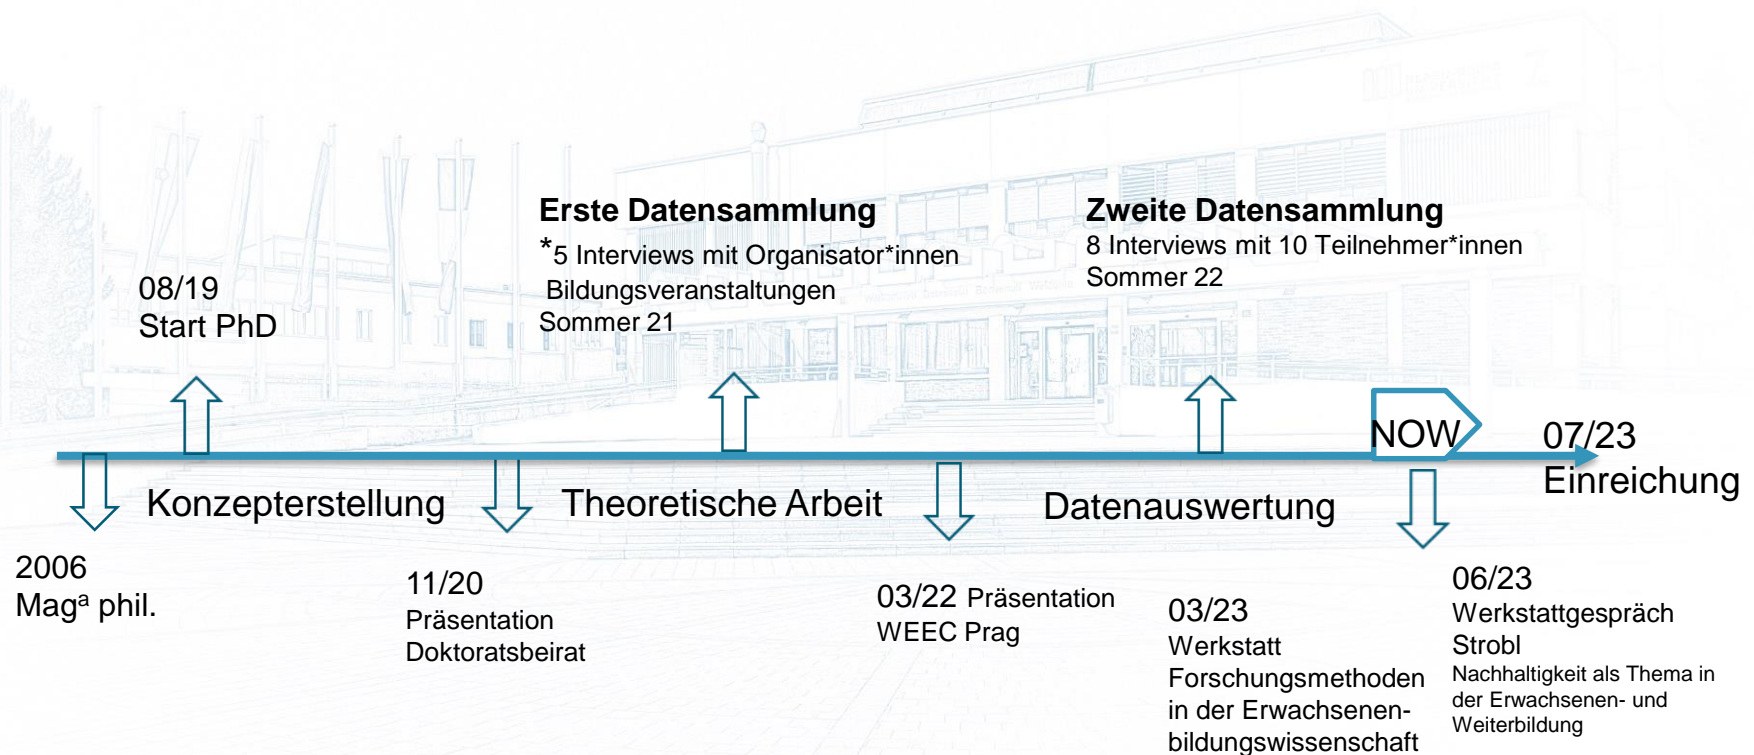 Erste Datensammlung
*5 Interviews mit Organisator*innen
Bildungsveranstaltungen
Sommer 21
Zweite Datensammlung
8 Interviews mit 10 Teilnehmer*innen
Sommer 22
08/19
Start PhD
NOW
07/23
Einreichung
Konzepterstellung
Theoretische Arbeit
Datenauswertung
2006
Magª phil.
11/20
Präsentation
Doktoratsbeirat
03/22 Präsentation
WEEC Prag
03/23
Werkstatt
Forschungsmethoden
in der Erwachsenen-
bildungswissenschaft
06/23
Werkstattgespräch
Strobl
Nachhaltigkeit als Thema in
der Erwachsenen- und
Weiterbildung